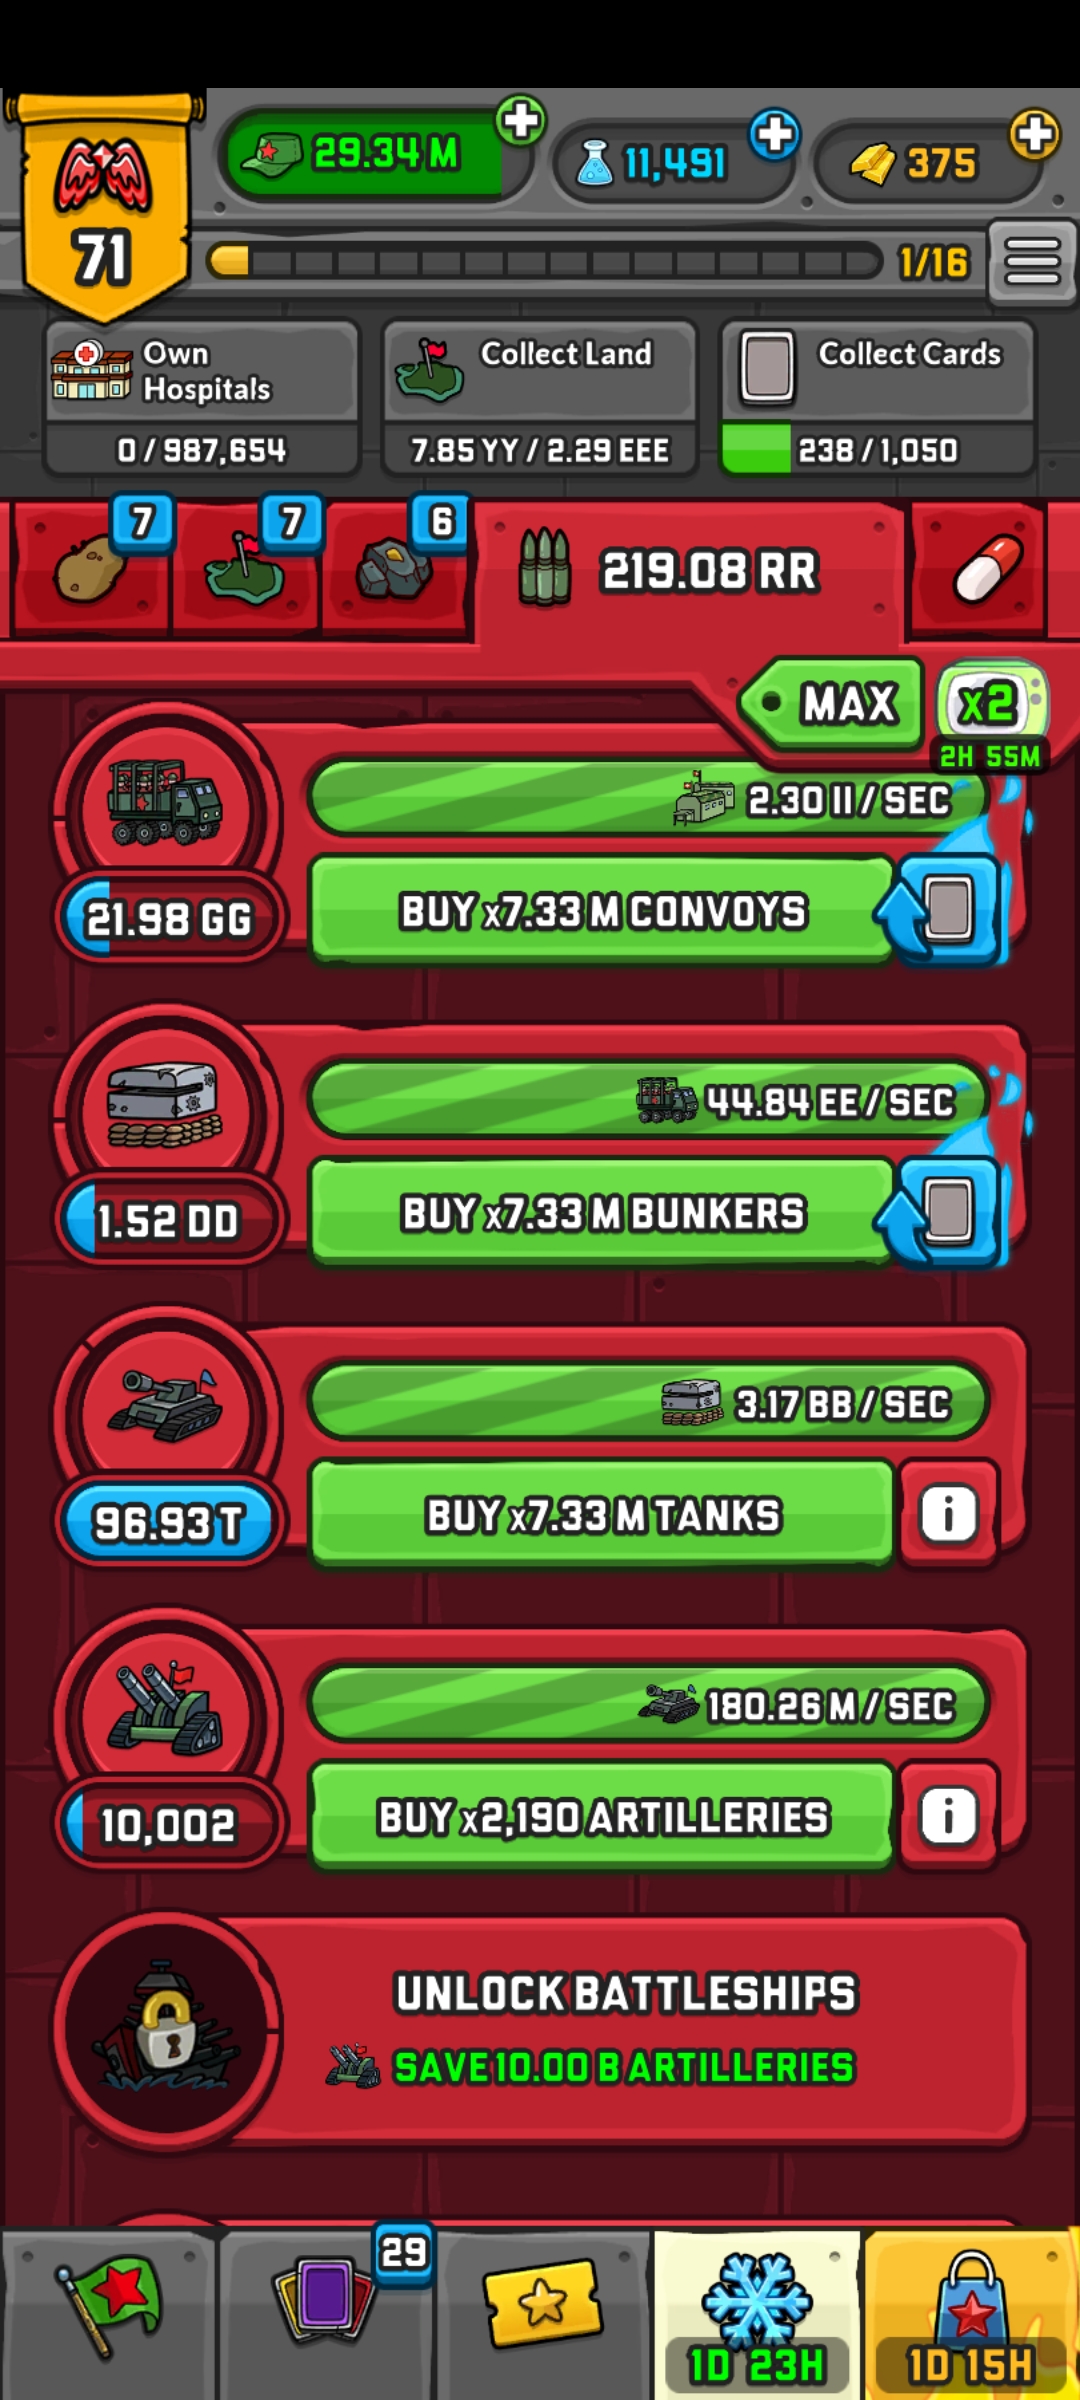 71
29.34 M
11,491
375
1/16
Own
Hospitals
0 / 987,654
Collect Land
7.85 YY / 2.29 EEE
Collect Cards
238 / 1,050
7
7
6
219.08 RR
MAX
x2
2H 55M
2.30 II / SEC
21.98 GG
BUY x7.33 M CONVOYS
44.84 EE / SEC
1.52 DD
BUY x7.33 M BUNKERS
3.17 BB / SEC
96.93 T
BUY x7.33 M TANKS
i
180.26 M / SEC
10,002
BUY x2,190 ARTILLERIES
i
UNLOCK BATTLESHIPS
SAVE 10.00 B ARTILLERIES
29
1D 23H
1D 15H